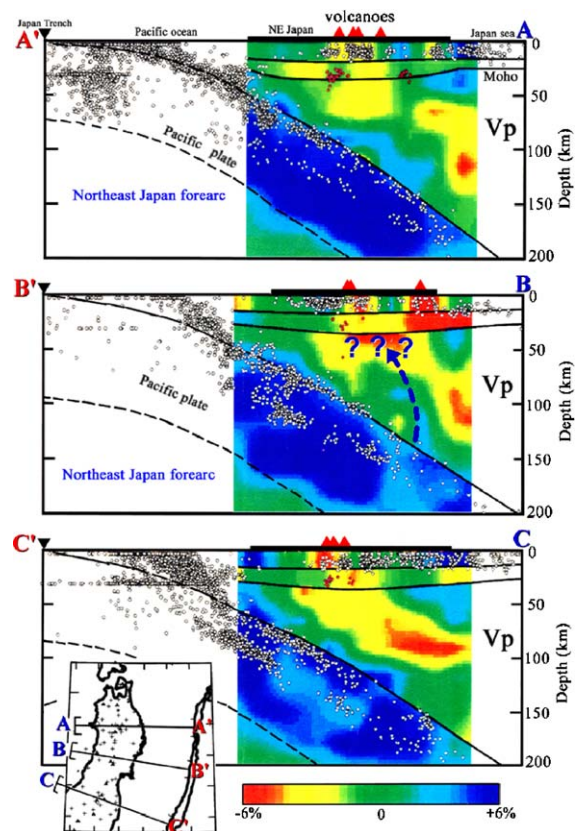 volcanoes
Japan Trench Pacific ocean NE Japan Japan sea
A' A
0
Moho
50
Vp
Pacific plate
100
Northeast Japan forearc
150
200
Depth (km)
B' B
0
? ? ?
50
Pacific plate
Vp
100
Northeast Japan forearc
150
200
Depth (km)
C' C
0
50
Vp
100
150
200
Depth (km)
A A'
B B'
C C'
-6% 0 +6%